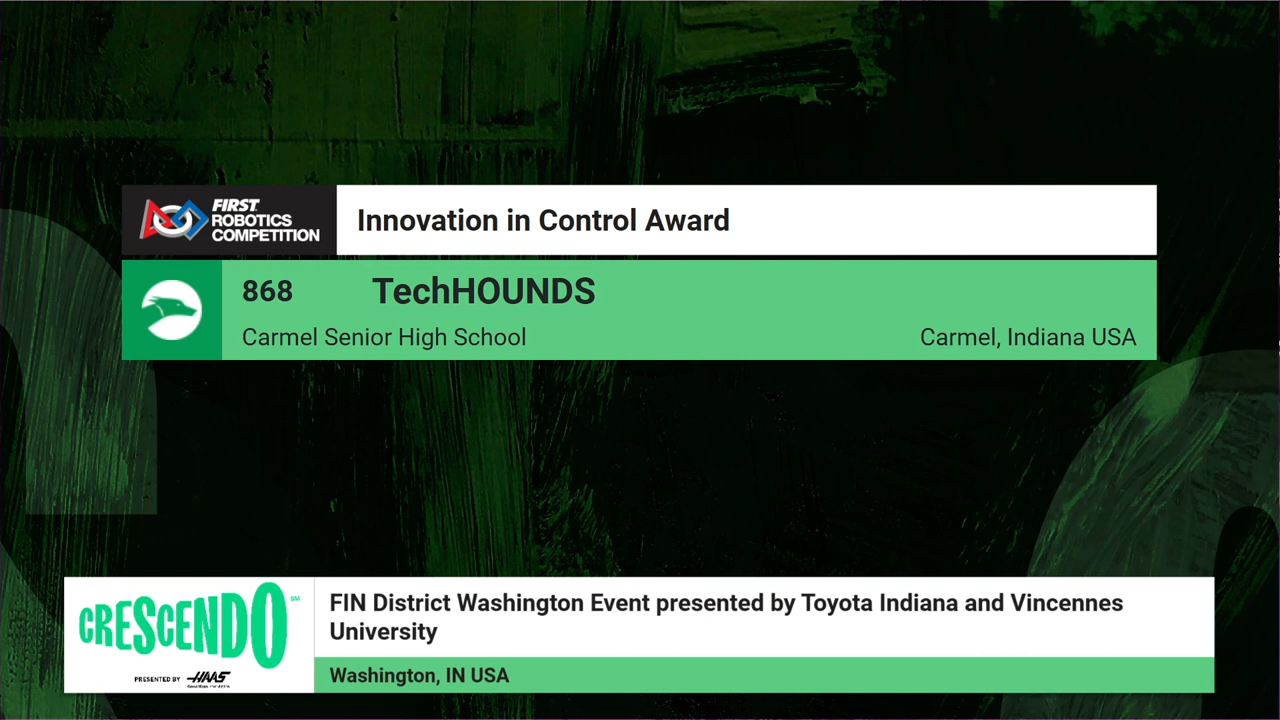 FIRST
ROBOTICS
COMPETITION
Innovation in Control Award
868 TechHOUNDS
Carmel Senior High School Carmel, Indiana USA
CRESCENDO SM
PRESENTED BY HAAS
FIN District Washington Event presented by Toyota Indiana and Vincennes
University
Washington, IN USA